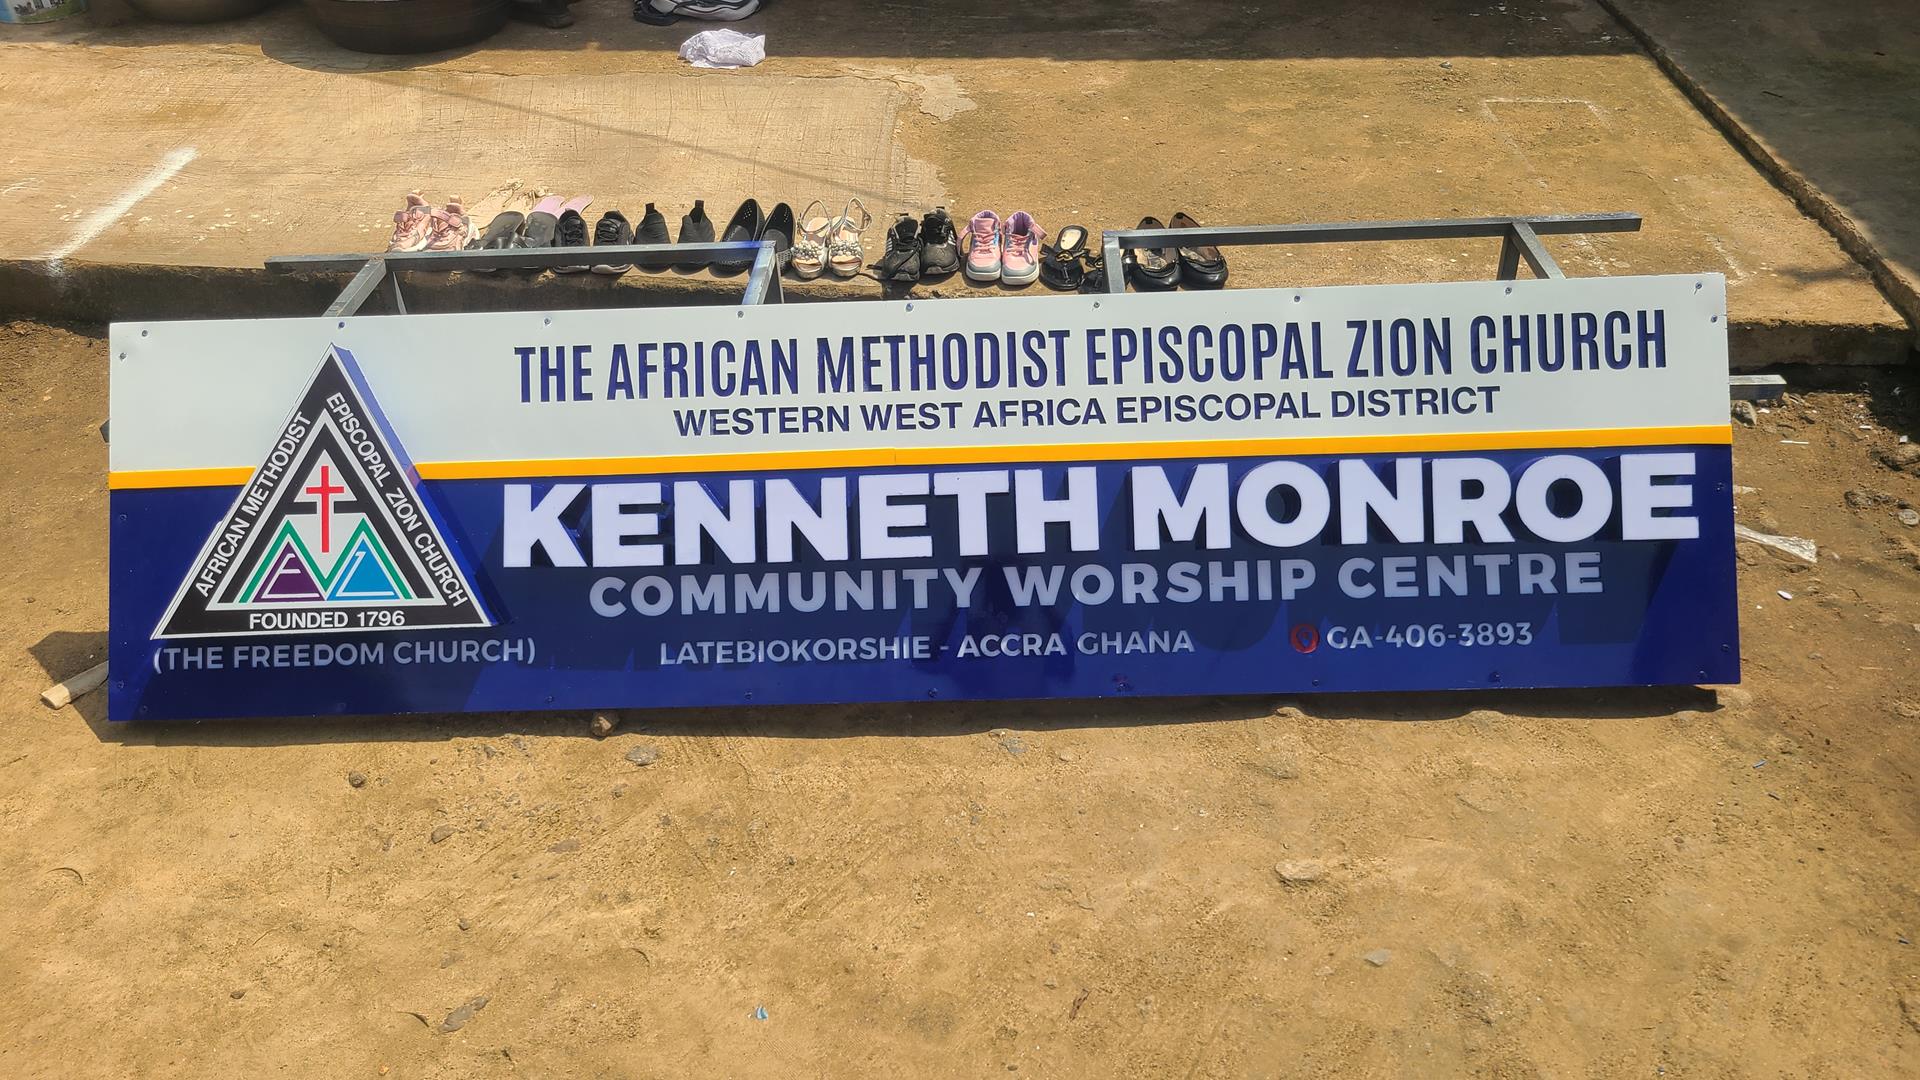 THE AFRICAN METHODIST EPISCOPAL ZION CHURCH
WESTERN WEST AFRICA EPISCOPAL DISTRICT
AFRICAN METHODIST
EPISCOPAL ZION CHURCH
FOUNDED 1796
(THE FREEDOM CHURCH)
KENNETH MONROE
COMMUNITY WORSHIP CENTRE
LATEBIOKORSHIE - ACCRA GHANA
GA-406-3893